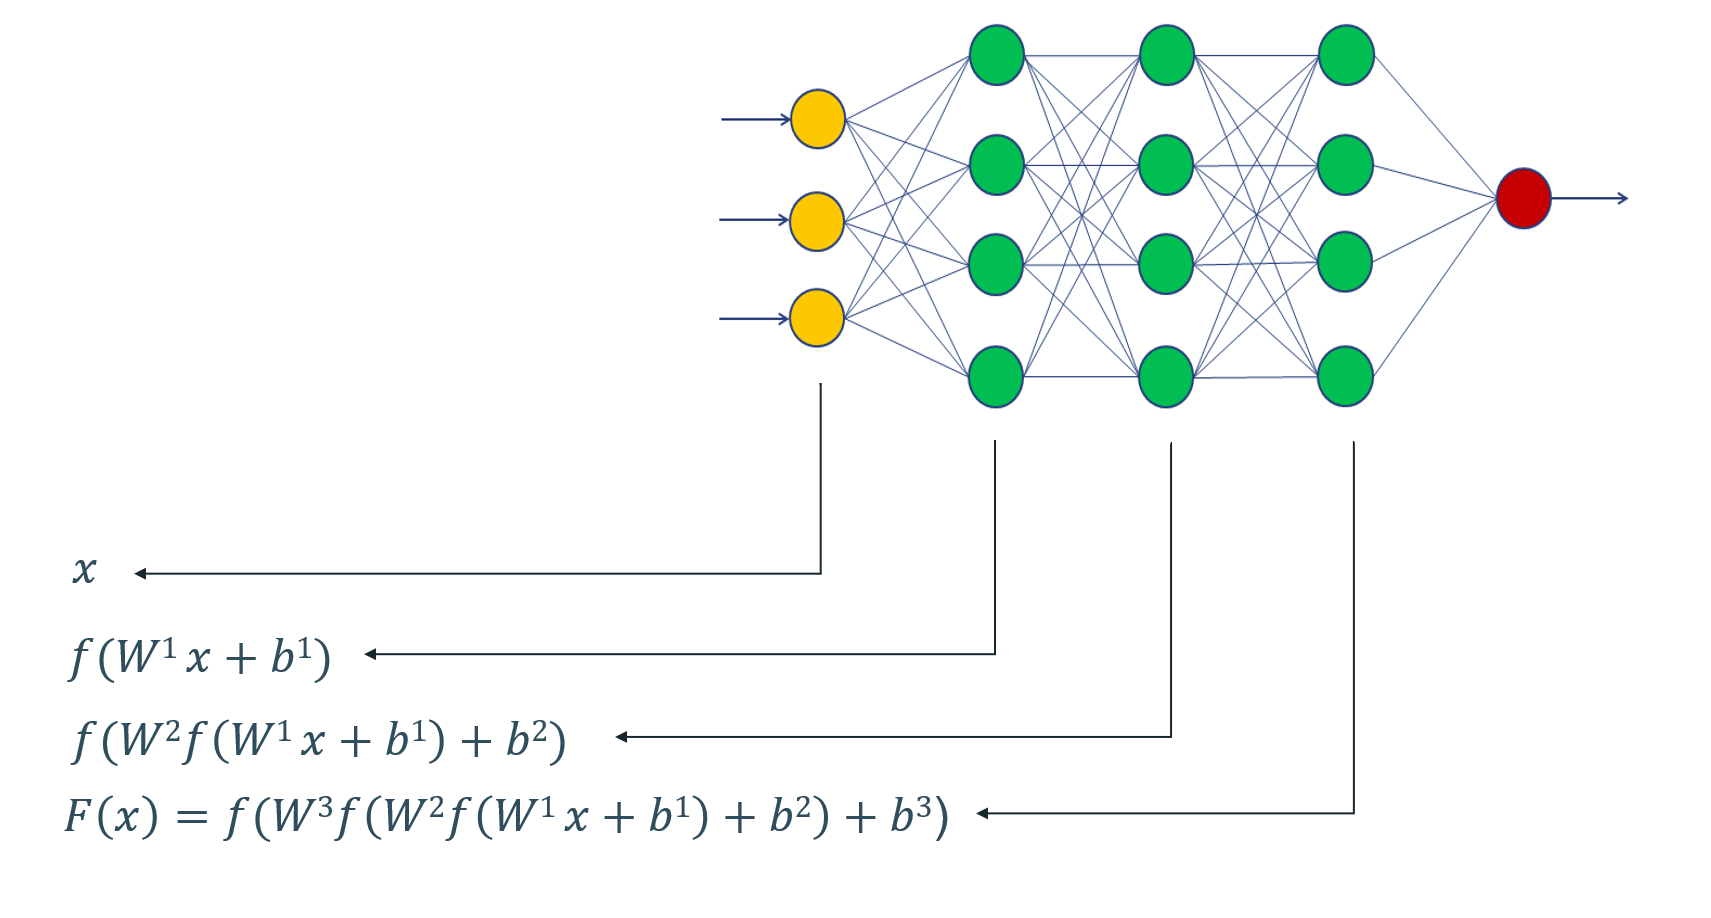 x
f(W¹x + b¹)
f(W²f(W¹x + b¹) + b²)
F(x) = f(W³f(W²f(W¹x + b¹) + b²) + b³)